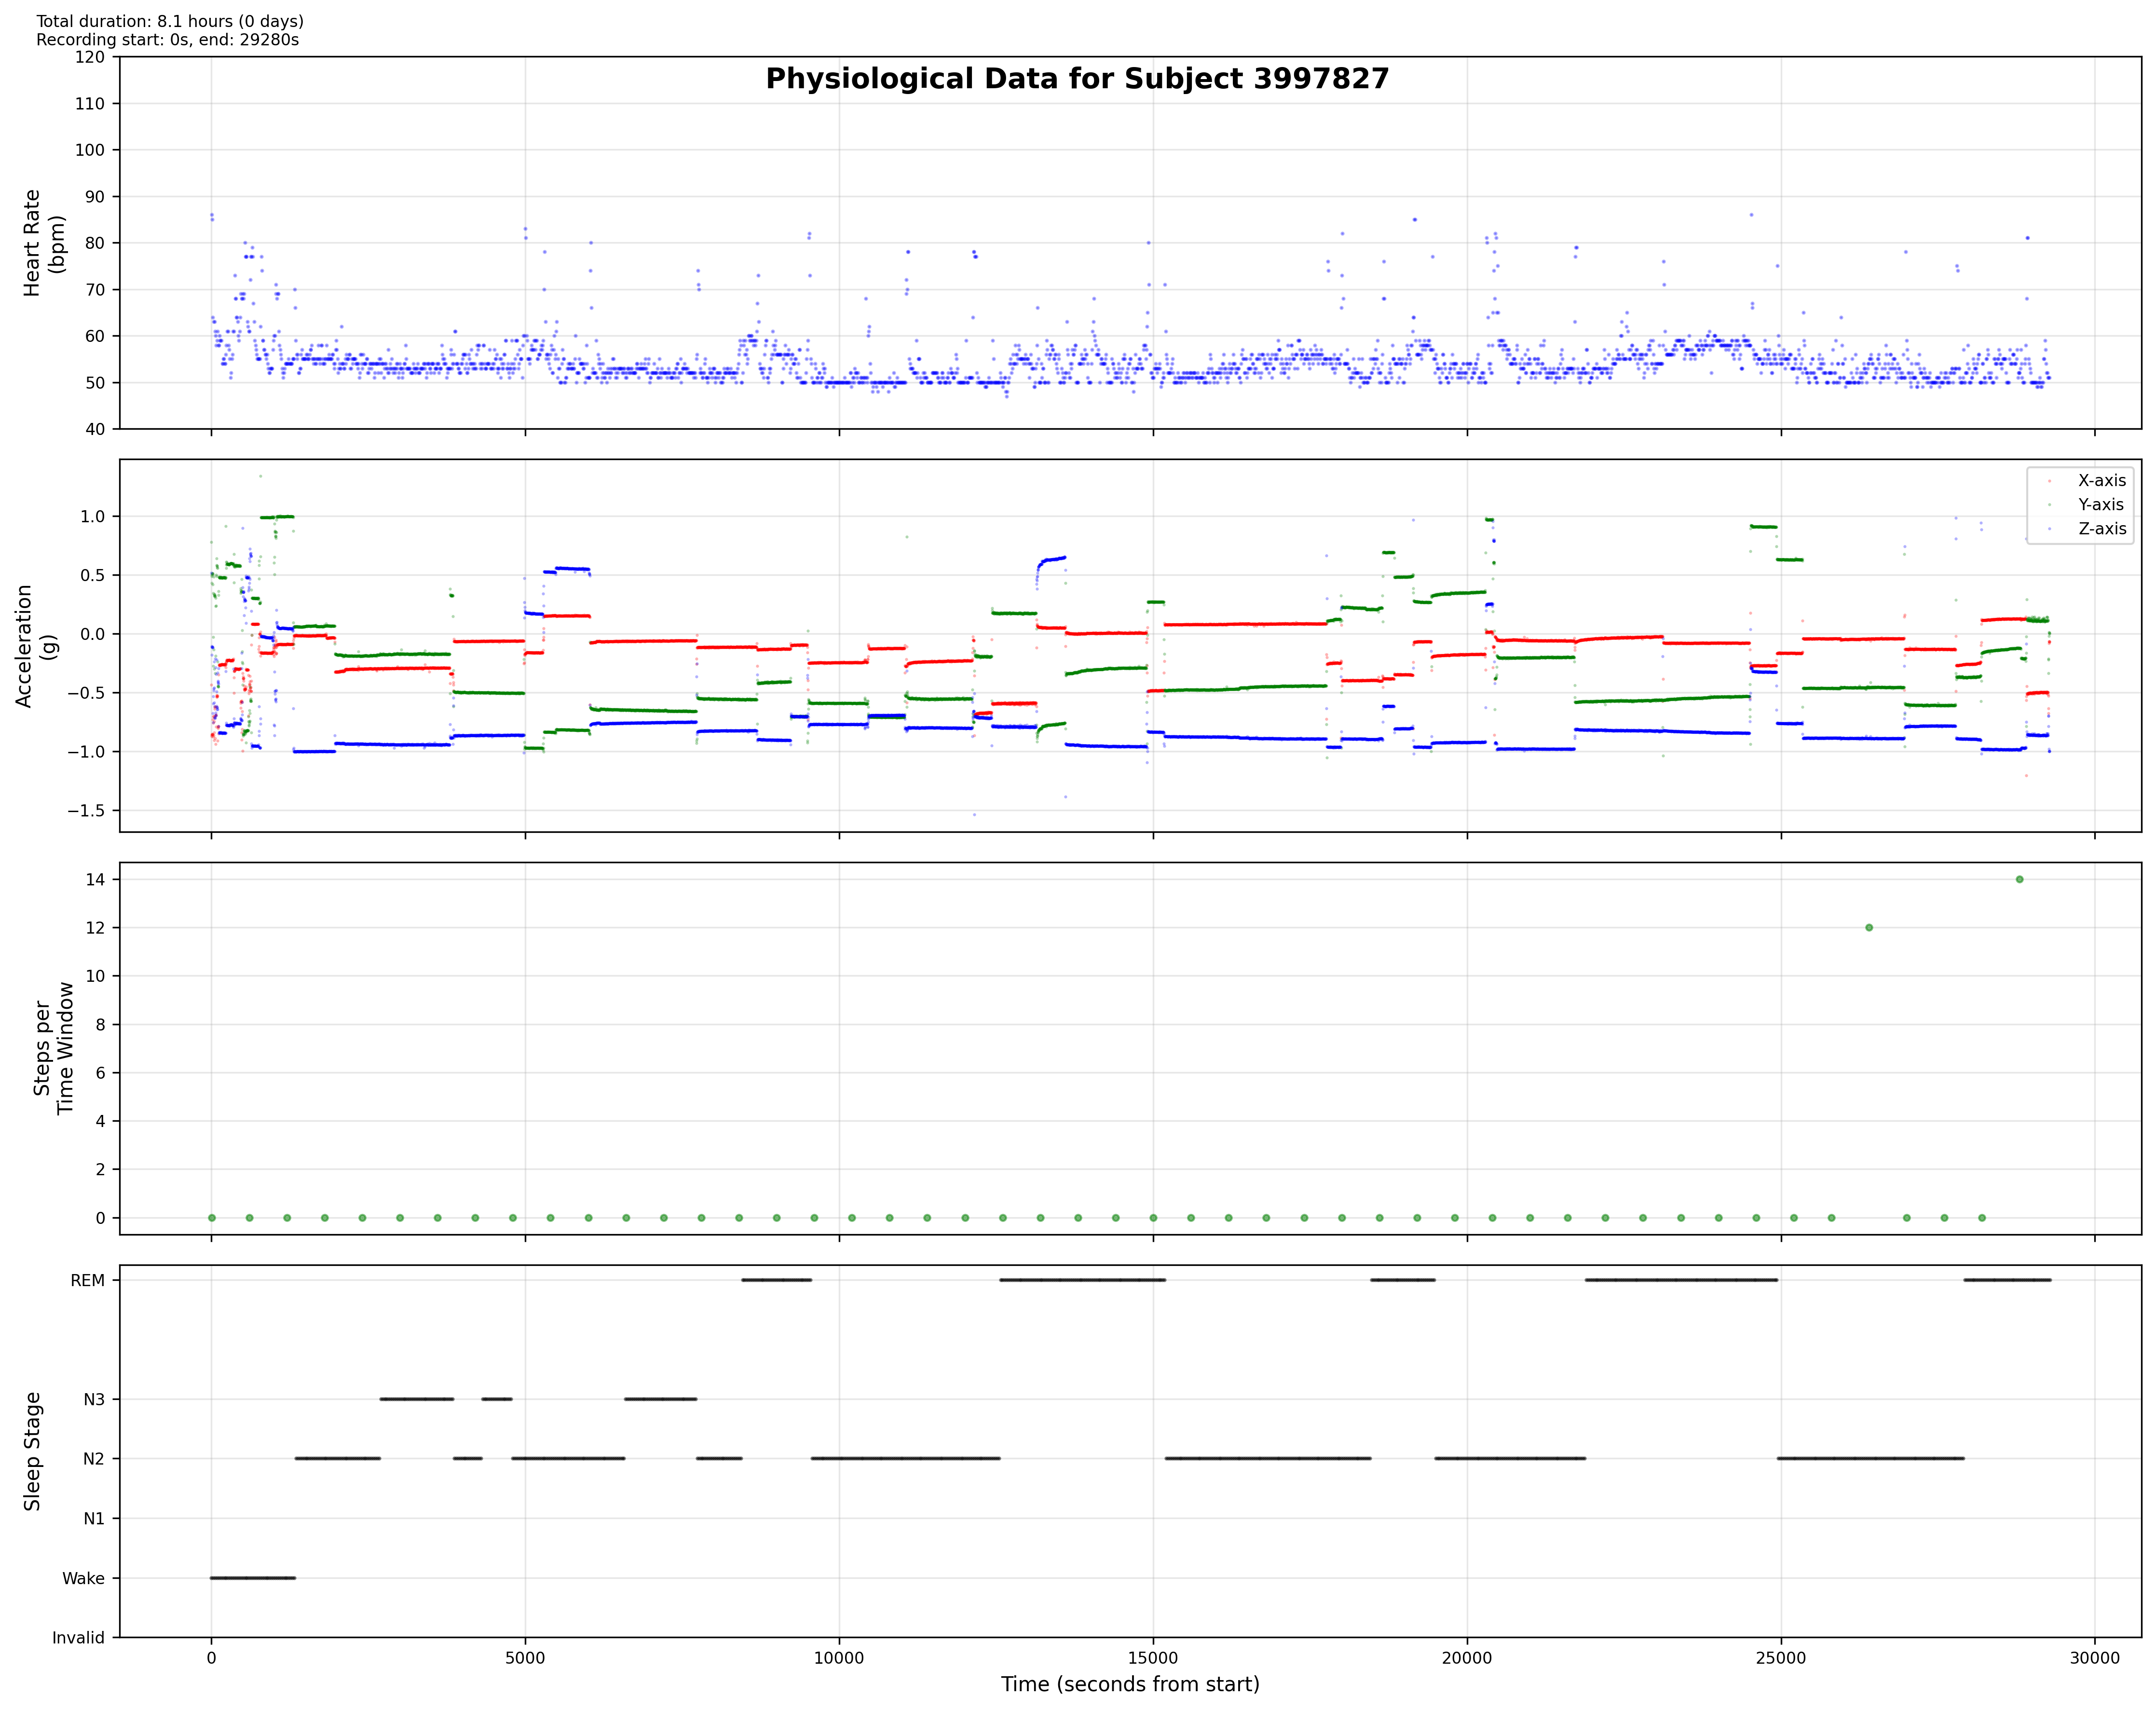 Total duration: 8.1 hours (0 days)
Recording start: 0s, end: 29280s
Physiological Data for Subject 3997827
120
110
100
90
80
70
60
50
40
Heart Rate
(bpm)
1.0
0.5
0.0
−0.5
−1.0
−1.5
Acceleration
(g)
X-axis
Y-axis
Z-axis
14
12
10
8
6
4
2
0
Steps per
Time Window
REM
N3
N2
N1
Wake
Invalid
Sleep Stage
0
5000
10000
15000
20000
25000
30000
Time (seconds from start)